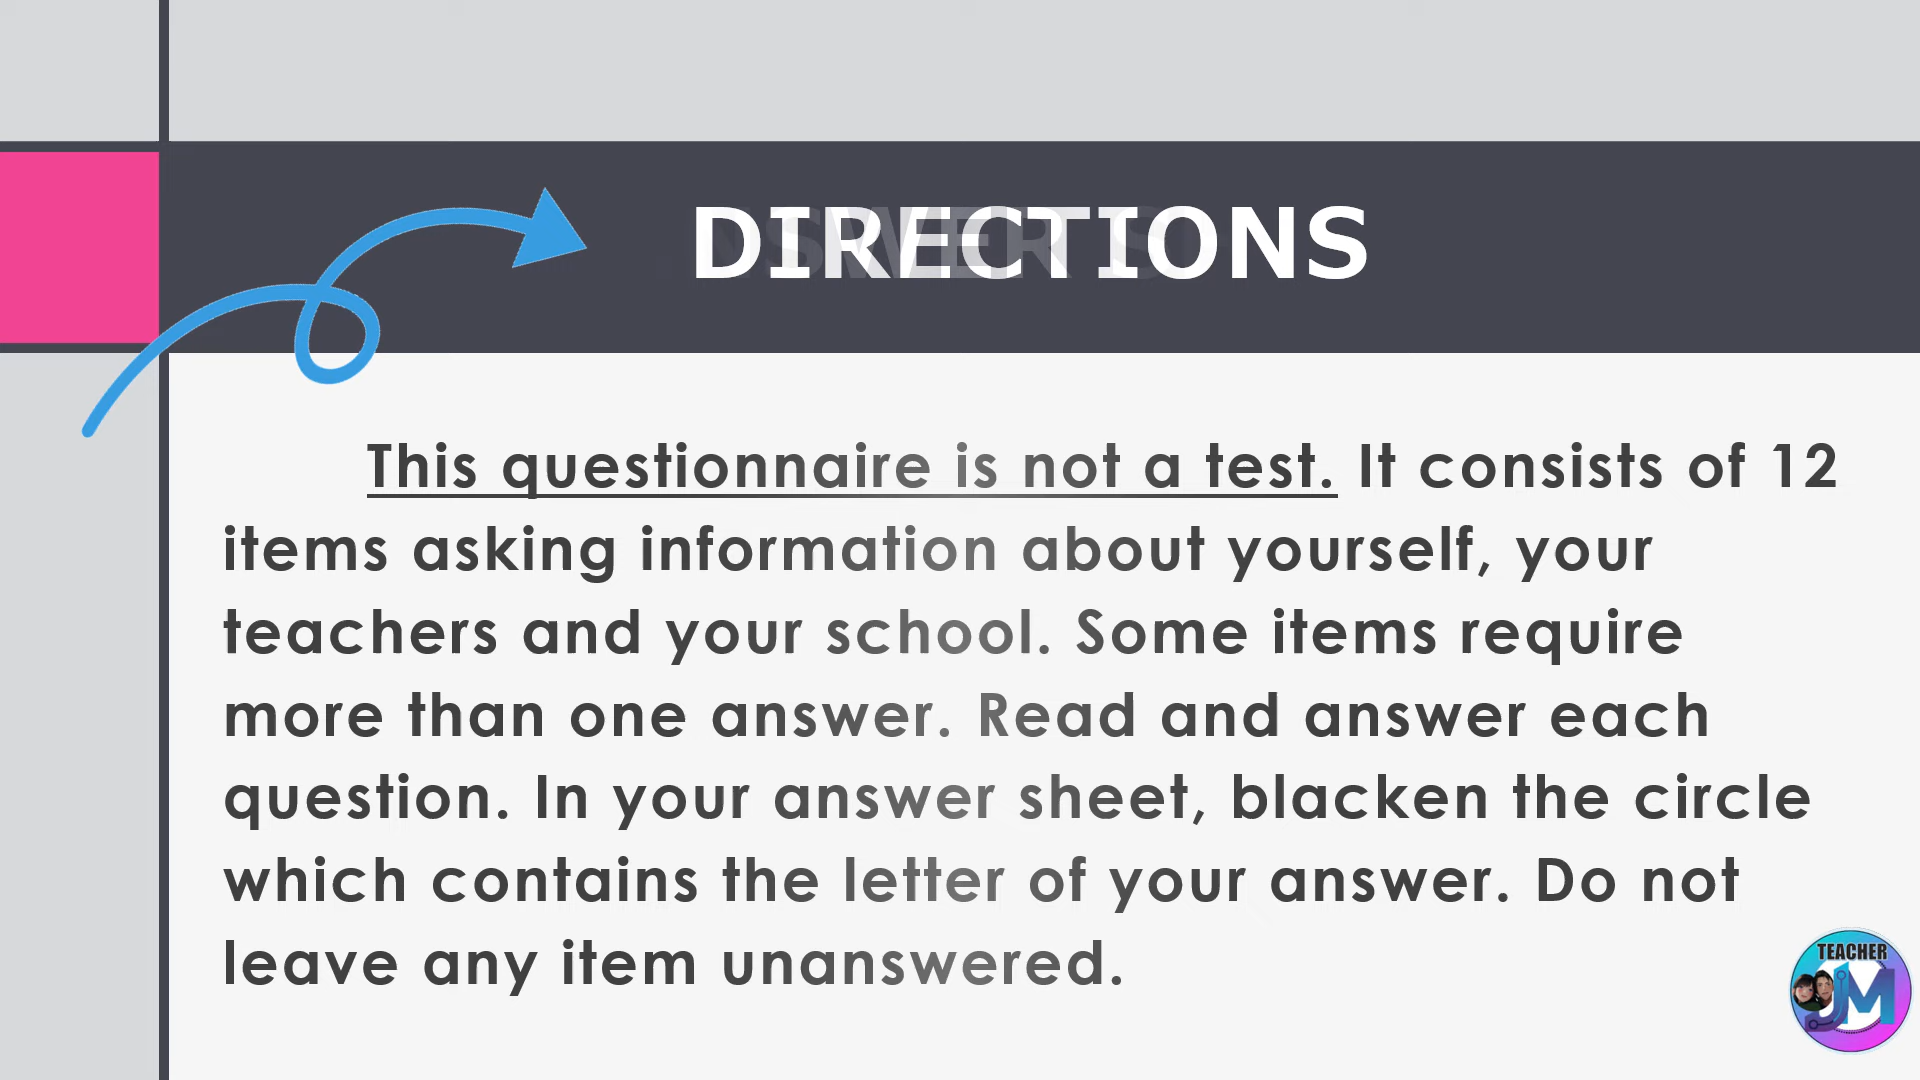 DIRECTIONS
This questionnaire is not a test. It consists of 12
items asking information about yourself, your
teachers and your school. Some items require
more than one answer. Read and answer each
question. In your answer sheet, blacken the circle
which contains the letter of your answer. Do not
leave any item unanswered.
TEACHER
JM